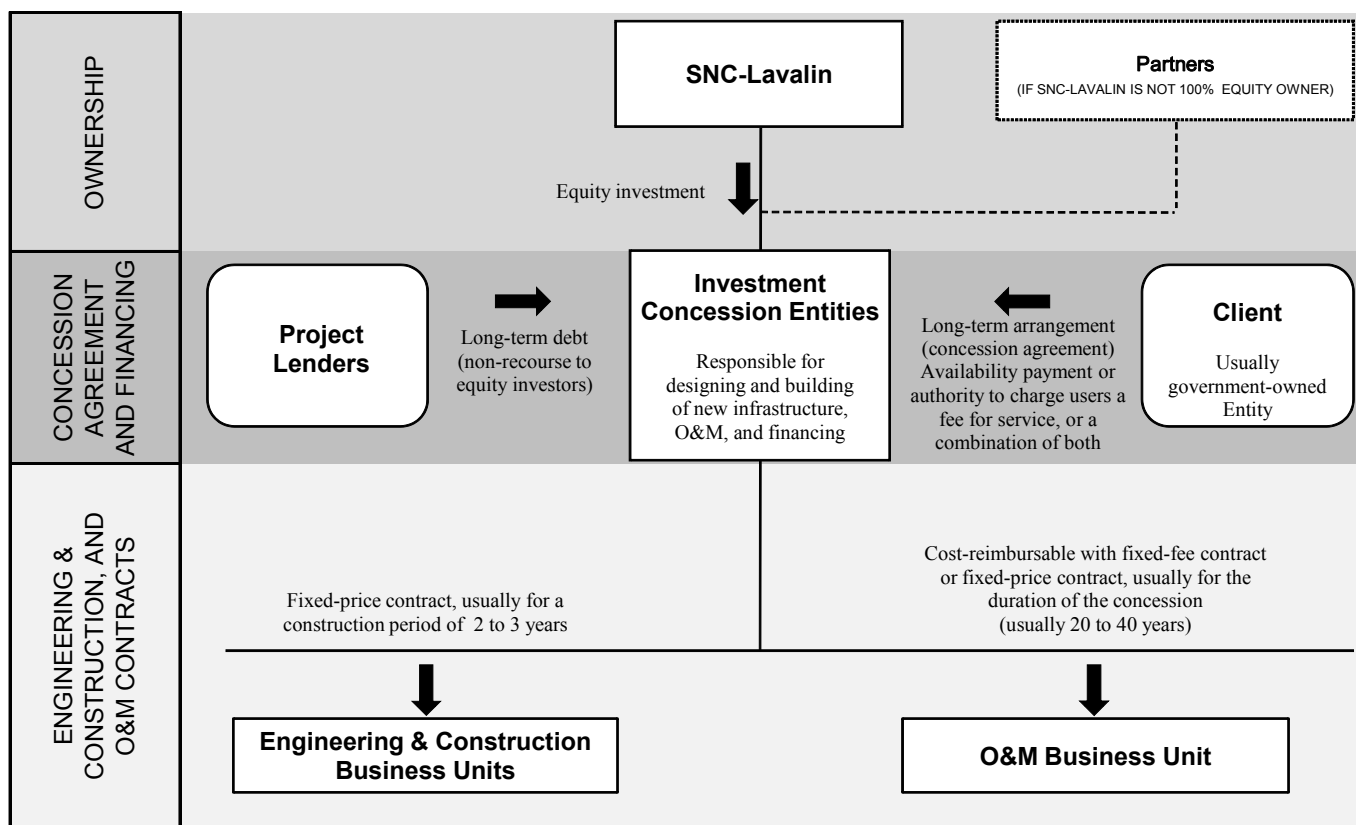 OWNERSHIP
SNC-Lavalin
Partners
(IF SNC-LAVALIN IS NOT 100% EQUITY OWNER)
Equity investment
CONCESSION
AGREEMENT
AND FINANCING
Project
Lenders
Long-term debt
(non-recourse to
equity investors)
Investment
Concession Entities
Responsible for
designing and building
of new infrastructure,
O&M, and financing
Long-term arrangement
(concession agreement)
Availability payment or
authority to charge users a
fee for service, or a
combination of both
Client
Usually
government-owned
Entity
ENGINEERING &
CONSTRUCTION, AND
O&M CONTRACTS
Fixed-price contract, usually for a
construction period of 2 to 3 years
Cost-reimbursable with fixed-fee contract
or fixed-price contract, usually for the
duration of the concession
(usually 20 to 40 years)
Engineering & Construction
Business Units
O&M Business Unit